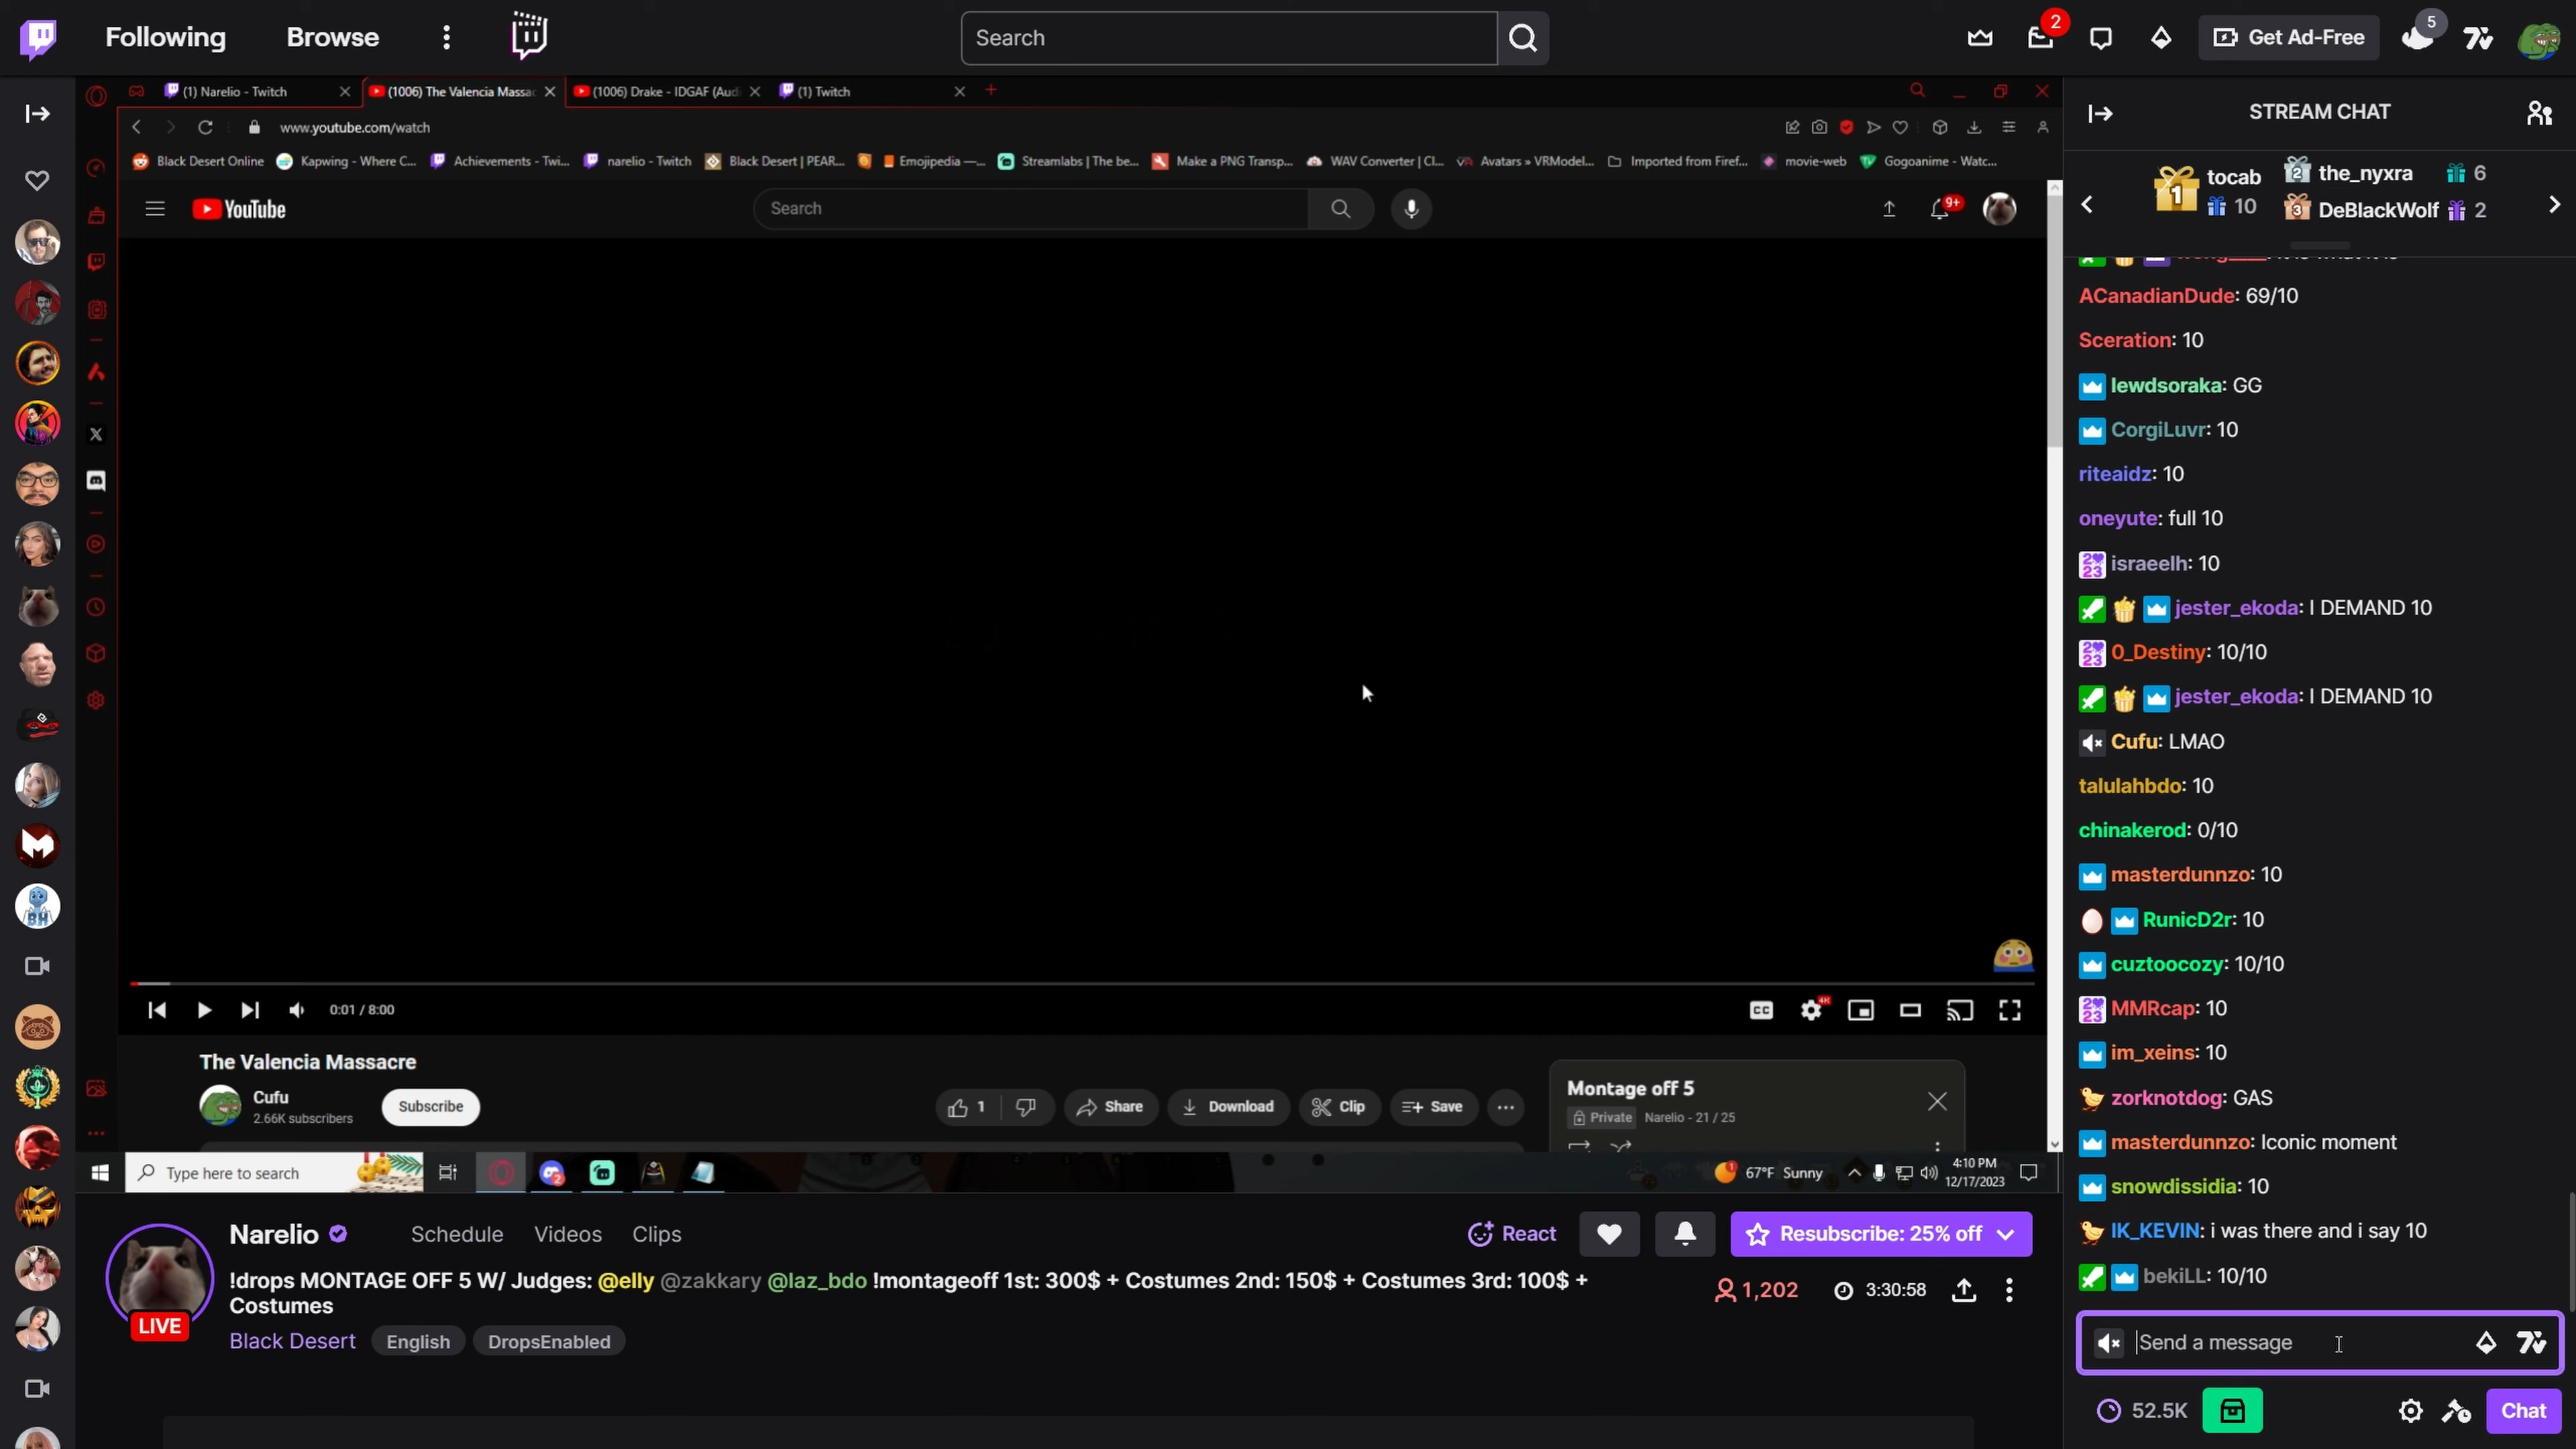 Following
Browse
Search
2
Get Ad-Free
5
(1) Narelio - Twitch
(1006) The Valencia Massac
(1006) Drake - IDGAF (Aud
(1) Twitch
www.youtube.com/watch
Black Desert Online
Kapwing - Where C...
Achievements - Twi...
narelio - Twitch
Black Desert | PEAR...
Emojipedia —...
Streamlabs | The be...
Make a PNG Transp...
WAV Converter | Cl...
Avatars » VRModel...
Imported from Firef...
movie-web
Gogoanime - Watc...
YouTube
Search
9+
0:01 / 8:00
CC
The Valencia Massacre
Cufu
2.66K subscribers
Subscribe
1
Share
Download
Clip
Save
Montage off 5
Private
Narelio - 21 / 25
Type here to search
67°F Sunny
4:10 PM
12/17/2023
Narelio
Schedule
Videos
Clips
React
Resubscribe: 25% off
!drops MONTAGE OFF 5 W/ Judges: @elly @zakkary @laz_bdo !montageoff 1st: 300$ + Costumes 2nd: 150$ + Costumes 3rd: 100$ +
Costumes
1,202
3:30:58
LIVE
Black Desert
English
DropsEnabled
STREAM CHAT
1
tocab
10
2
the_nyxra
6
3
DeBlackWolf
2
ACanadianDude: 69/10
Sceration: 10
lewdsoraka: GG
CorgiLuvr: 10
riteaidz: 10
oneyute: full 10
israeelh: 10
jester_ekoda: I DEMAND 10
0_Destiny: 10/10
jester_ekoda: I DEMAND 10
Cufu: LMAO
talulahbdo: 10
chinakerod: 0/10
masterdunnzo: 10
RunicD2r: 10
cuztoocozy: 10/10
MMRcap: 10
im_xeins: 10
zorknotdog: GAS
masterdunnzo: Iconic moment
snowdissidia: 10
IK_KEVIN: i was there and i say 10
bekiLL: 10/10
Send a message
52.5K
Chat